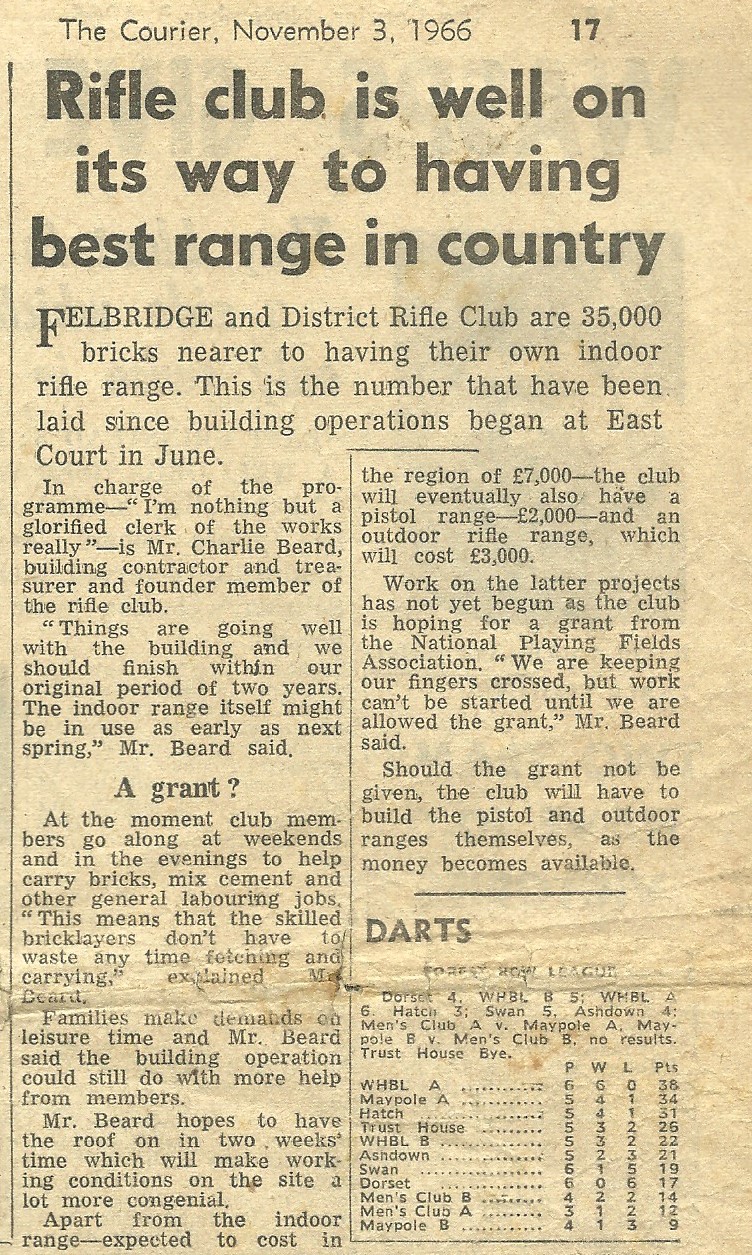 The Courier, November 3, 1966 17
Rifle club is well on
its way to having
best range in country
FELBRIDGE and District Rifle Club are 35,000
bricks nearer to having their own indoor
rifle range. This is the number that have been
laid since building operations began at East
Court in June.
In charge of the pro-
gramme—“I'm nothing but a
glorified clerk of the works
really”—is Mr. Charlie Beard,
building contractor and trea-
surer and founder member of
the rifle club.
“Things are going well
with the building and we
should finish within our
original period of two years.
The indoor range itself might
be in use as early as next
spring,” Mr. Beard said.
A grant?
At the moment club mem-
bers go along at weekends
and in the evenings to help
carry bricks, mix cement and
other general labouring jobs.
“This means that the skilled
bricklayers don't have to
waste any time fetching and
carrying,” explained Mr.
Beard.
Families make demands on
leisure time and Mr. Beard
said the building operation
could still do with more help
from members.
Mr. Beard hopes to have
the roof on in two weeks'
time which will make work-
ing conditions on the site a
lot more congenial.
Apart from the indoor
range—expected to cost in
the region of £7,000—the club
will eventually also have a
pistol range—£2,000—and an
outdoor rifle range, which
will cost £3,000.
Work on the latter projects
has not yet begun as the club
is hoping for a grant from
the National Playing Fields
Association. “We are keeping
our fingers crossed, but work
can't be started until we are
allowed the grant,” Mr. Beard
said.
Should the grant not be
given, the club will have to
build the pistol and outdoor
ranges themselves, as the
money becomes available.
DARTS
FOREST ROW LEAGUE
Dorset 4, WHBL B 5; WHBL A
6, Hatch 3; Swan 5, Ashdown 4;
Men's Club A v. Maypole A, May-
pole B v. Men's Club B, no results.
Trust House Bye.
P W L Pts
WHBL A ............ 6 6 0 38
Maypole A ............ 5 4 1 34
Hatch ............ 5 4 1 31
Trust House ............ 5 3 2 26
WHBL B ............ 5 3 2 22
Ashdown ............ 5 2 3 21
Swan ............ 6 1 5 19
Dorset ............ 6 0 6 17
Men's Club B ............ 4 2 2 14
Men's Club A ............ 3 1 2 12
Maypole B ............ 4 1 3 9